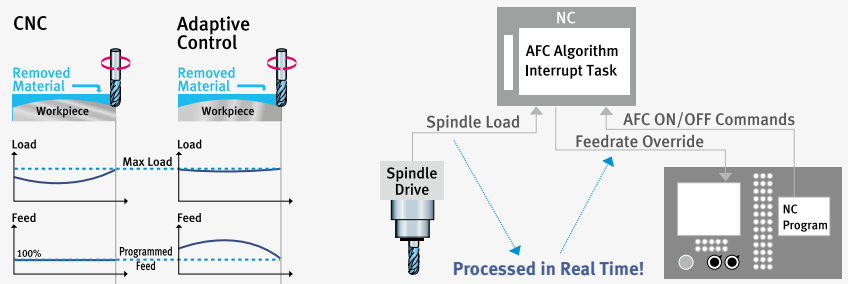 CNC
Adaptive
Control
Removed
Material
Workpiece
Removed
Material
Workpiece
Load
Max Load
Load
Feed
100%
Programmed
Feed
Feed
NC
AFC Algorithm
Interrupt Task
Spindle Load
AFC ON/OFF Commands
Feedrate Override
Spindle
Drive
NC
Program
Processed in Real Time!